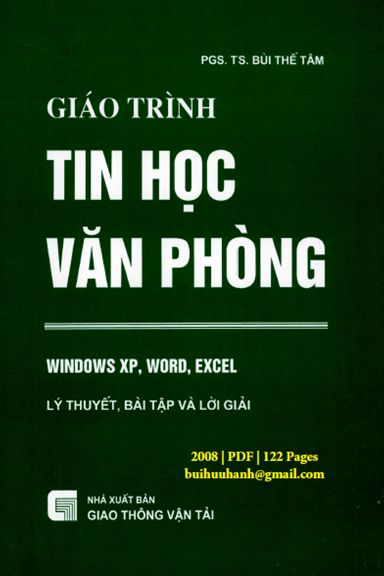 PGS. TS. BÙI THẾ TÂM
GIÁO TRÌNH
TIN HỌC
VĂN PHÒNG
WINDOWS XP, WORD, EXCEL
LÝ THUYẾT, BÀI TẬP VÀ LỜI GIẢI
2008 | PDF | 122 Pages
buihuuhanh@gmail.com
NHÀ XUẤT BẢN
GIAO THÔNG VẬN TẢI